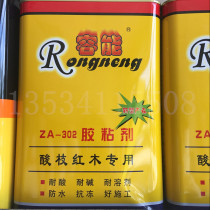 容能
Rongneng
ZA-302 胶粘剂
酸枝红木专用
·耐酸 ·耐碱 ·耐溶剂
·防水 ·抗冻 ·好施工